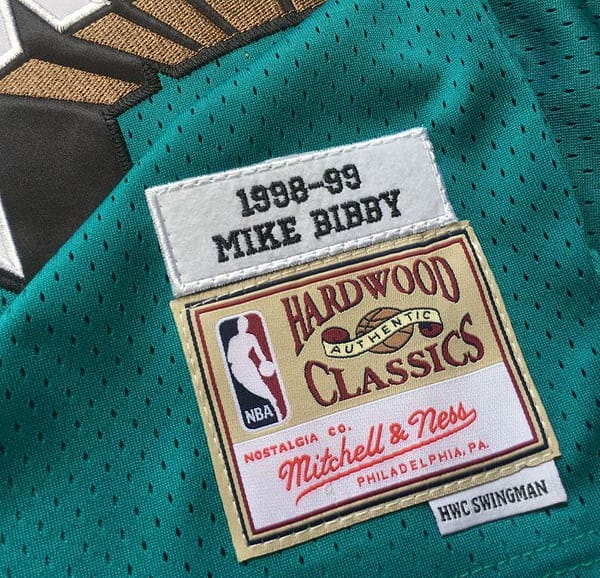 1998-99
MIKE BIBBY
HARDWOOD
AUTHENTIC
CLASSICS
NBA
NOSTALGIA CO.
Mitchell & Ness
PHILADELPHIA, PA.
HWC SWINGMAN